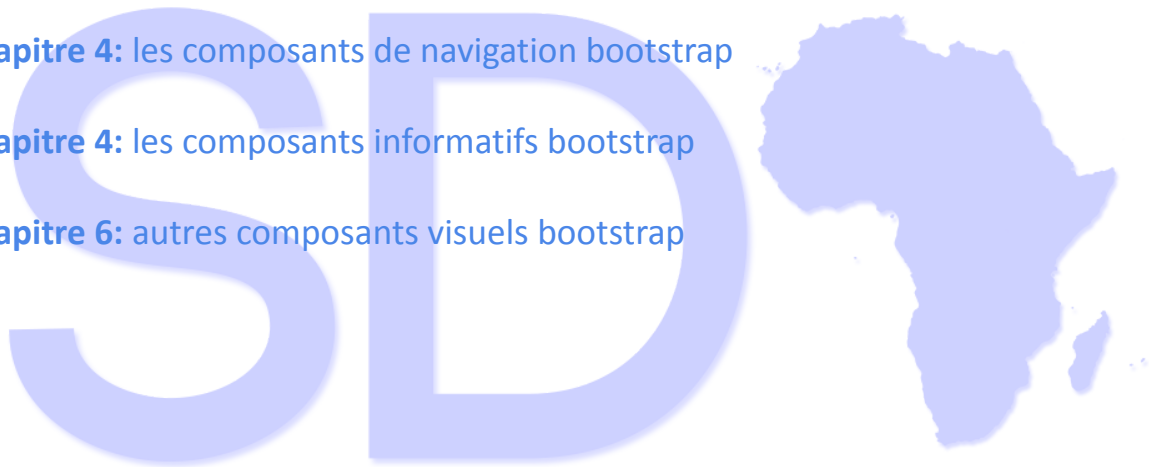 apitre 4: les composants de navigation bootstrap
apitre 4: les composants informatifs bootstrap
apitre 6: autres composants visuels bootstrap
SD